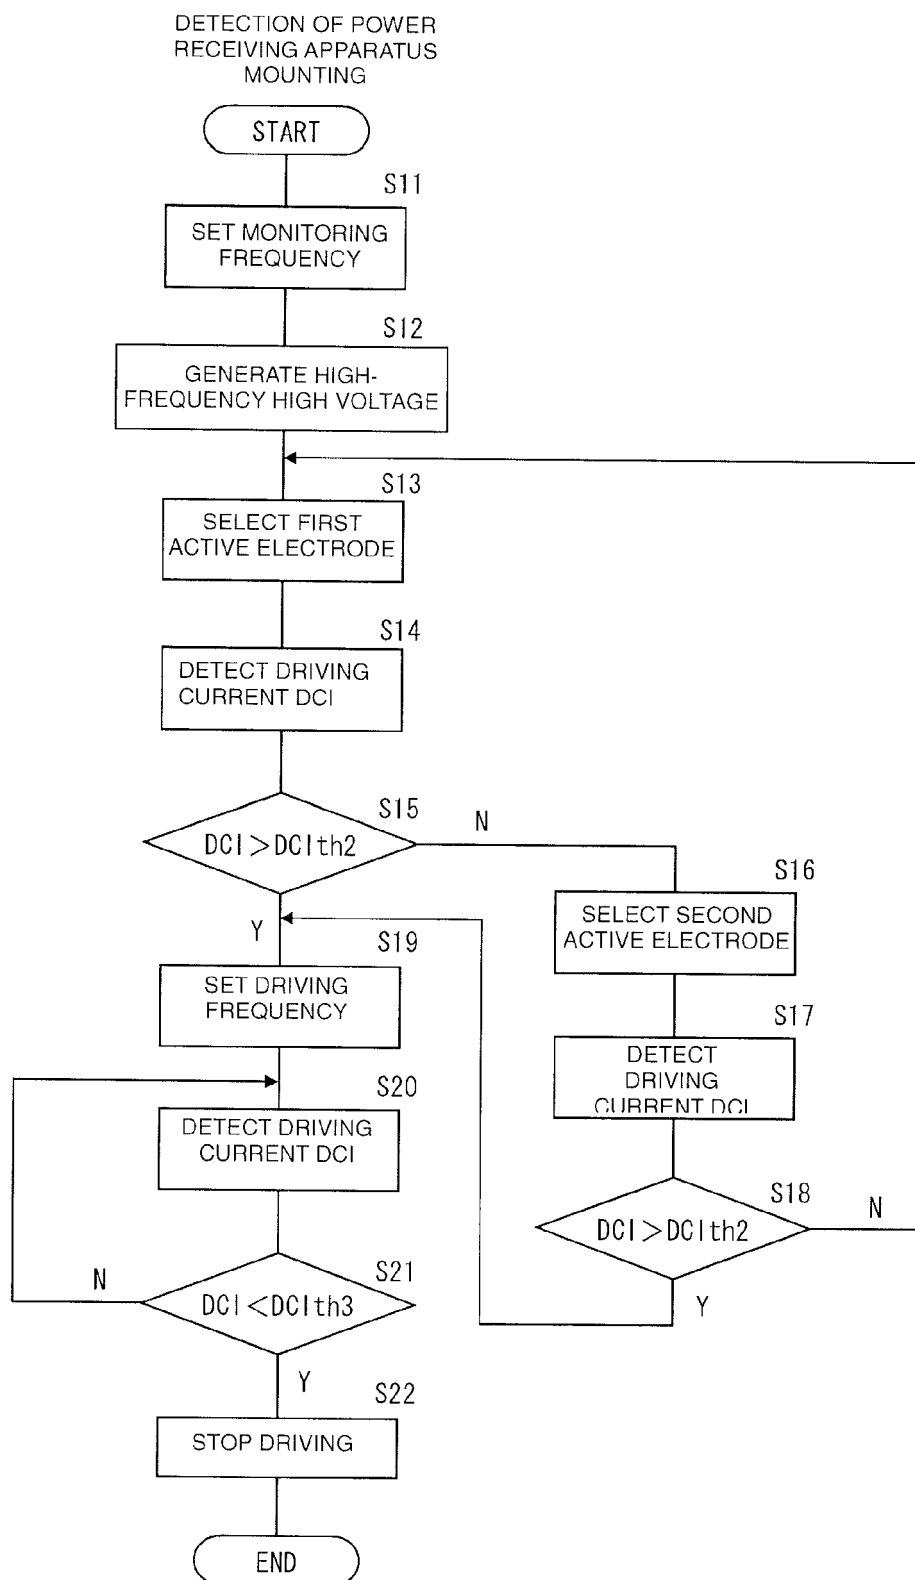 DETECTION OF POWER
RECEIVING APPARATUS
MOUNTING
START
S11
SET MONITORING
FREQUENCY
S12
GENERATE HIGH-
FREQUENCY HIGH VOLTAGE
S13
SELECT FIRST
ACTIVE ELECTRODE
S14
DETECT DRIVING
CURRENT DCI
S15
DCI>DCIth2
N
Y
S16
SELECT SECOND
ACTIVE ELECTRODE
S17
DETECT
DRIVING
CURRENT DCI
S18
DCI>DCIth2
N
Y
S19
SET DRIVING
FREQUENCY
S20
DETECT DRIVING
CURRENT DCI
S21
DCI<DCIth3
N
Y
S22
STOP DRIVING
END